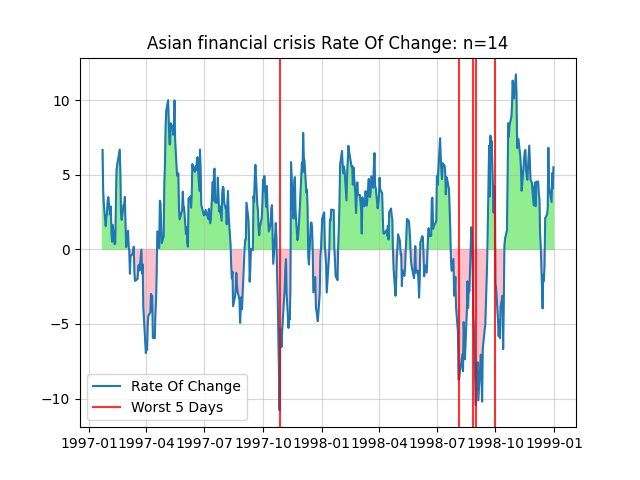 Asian financial crisis Rate Of Change: n=14
10
5
0
−5
−10
Rate Of Change
Worst 5 Days
1997-01 1997-04 1997-07 1997-10 1998-01 1998-04 1998-07 1998-10 1999-01